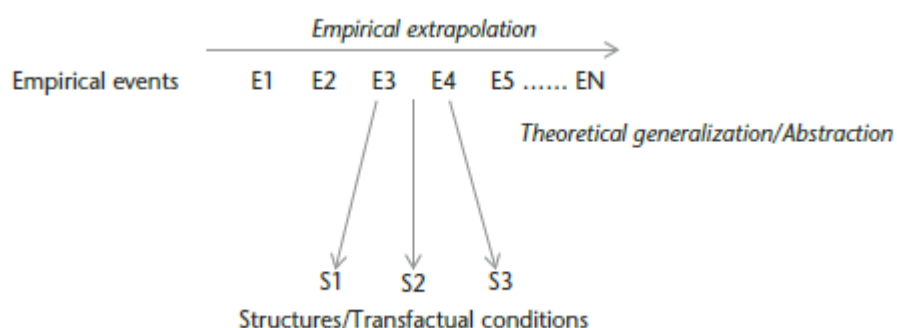 Empirical extrapolation
Empirical events E1 E2 E3 E4 E5 ...... EN
Theoretical generalization/Abstraction
S1 S2 S3
Structures/Transfactual conditions